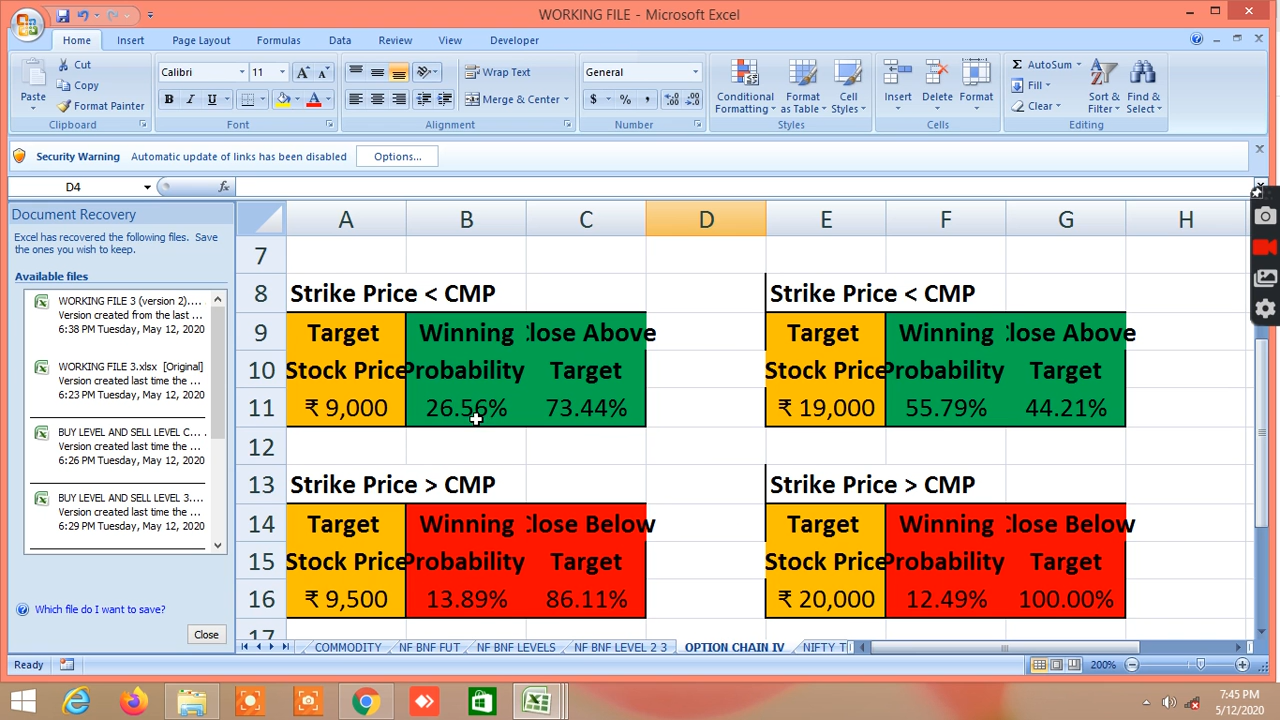 WORKING FILE - Microsoft Excel
Home Insert Page Layout Formulas Data Review View Developer
Cut
Copy
Format Painter
Paste
Clipboard
Calibri 11
B I U
Font
Wrap Text
Merge & Center
Alignment
General
$ % ,
Number
Conditional Formatting
Format as Table
Cell Styles
Styles
Insert Delete Format
Cells
Σ AutoSum
Fill
Clear
Sort & Filter
Find & Select
Editing
Security Warning Automatic update of links has been disabled Options...
D4 fx
Document Recovery
Excel has recovered the following files. Save
the ones you wish to keep.
Available files
WORKING FILE 3 (version 2)....
Version created from the last ...
6:38 PM Tuesday, May 12, 2020
WORKING FILE 3.xlsx [Original]
Version created last time the ...
6:23 PM Tuesday, May 12, 2020
BUY LEVEL AND SELL LEVEL C... .
Version created last time the ...
6:26 PM Tuesday, May 12, 2020
BUY LEVEL AND SELL LEVEL 3....
Version created last time the ...
6:29 PM Tuesday, May 12, 2020
Which file do I want to save?
Close
A B C D E F G H
7
8 Strike Price < CMP Strike Price < CMP
9 Target Winning Close Above Target Winning Close Above
10 Stock Price Probability Target Stock Price Probability Target
11 ₹ 9,000 26.56% 73.44% ₹ 19,000 55.79% 44.21%
12
13 Strike Price > CMP Strike Price > CMP
14 Target Winning Close Below Target Winning Close Below
15 Stock Price Probability Target Stock Price Probability Target
16 ₹ 9,500 13.89% 86.11% ₹ 20,000 12.49% 100.00%
17
COMMODITY NF BNF FUT NF BNF LEVELS NF BNF LEVEL 2 3 OPTION CHAIN IV NIFTY T
Ready 200%
7:45 PM
5/12/2020